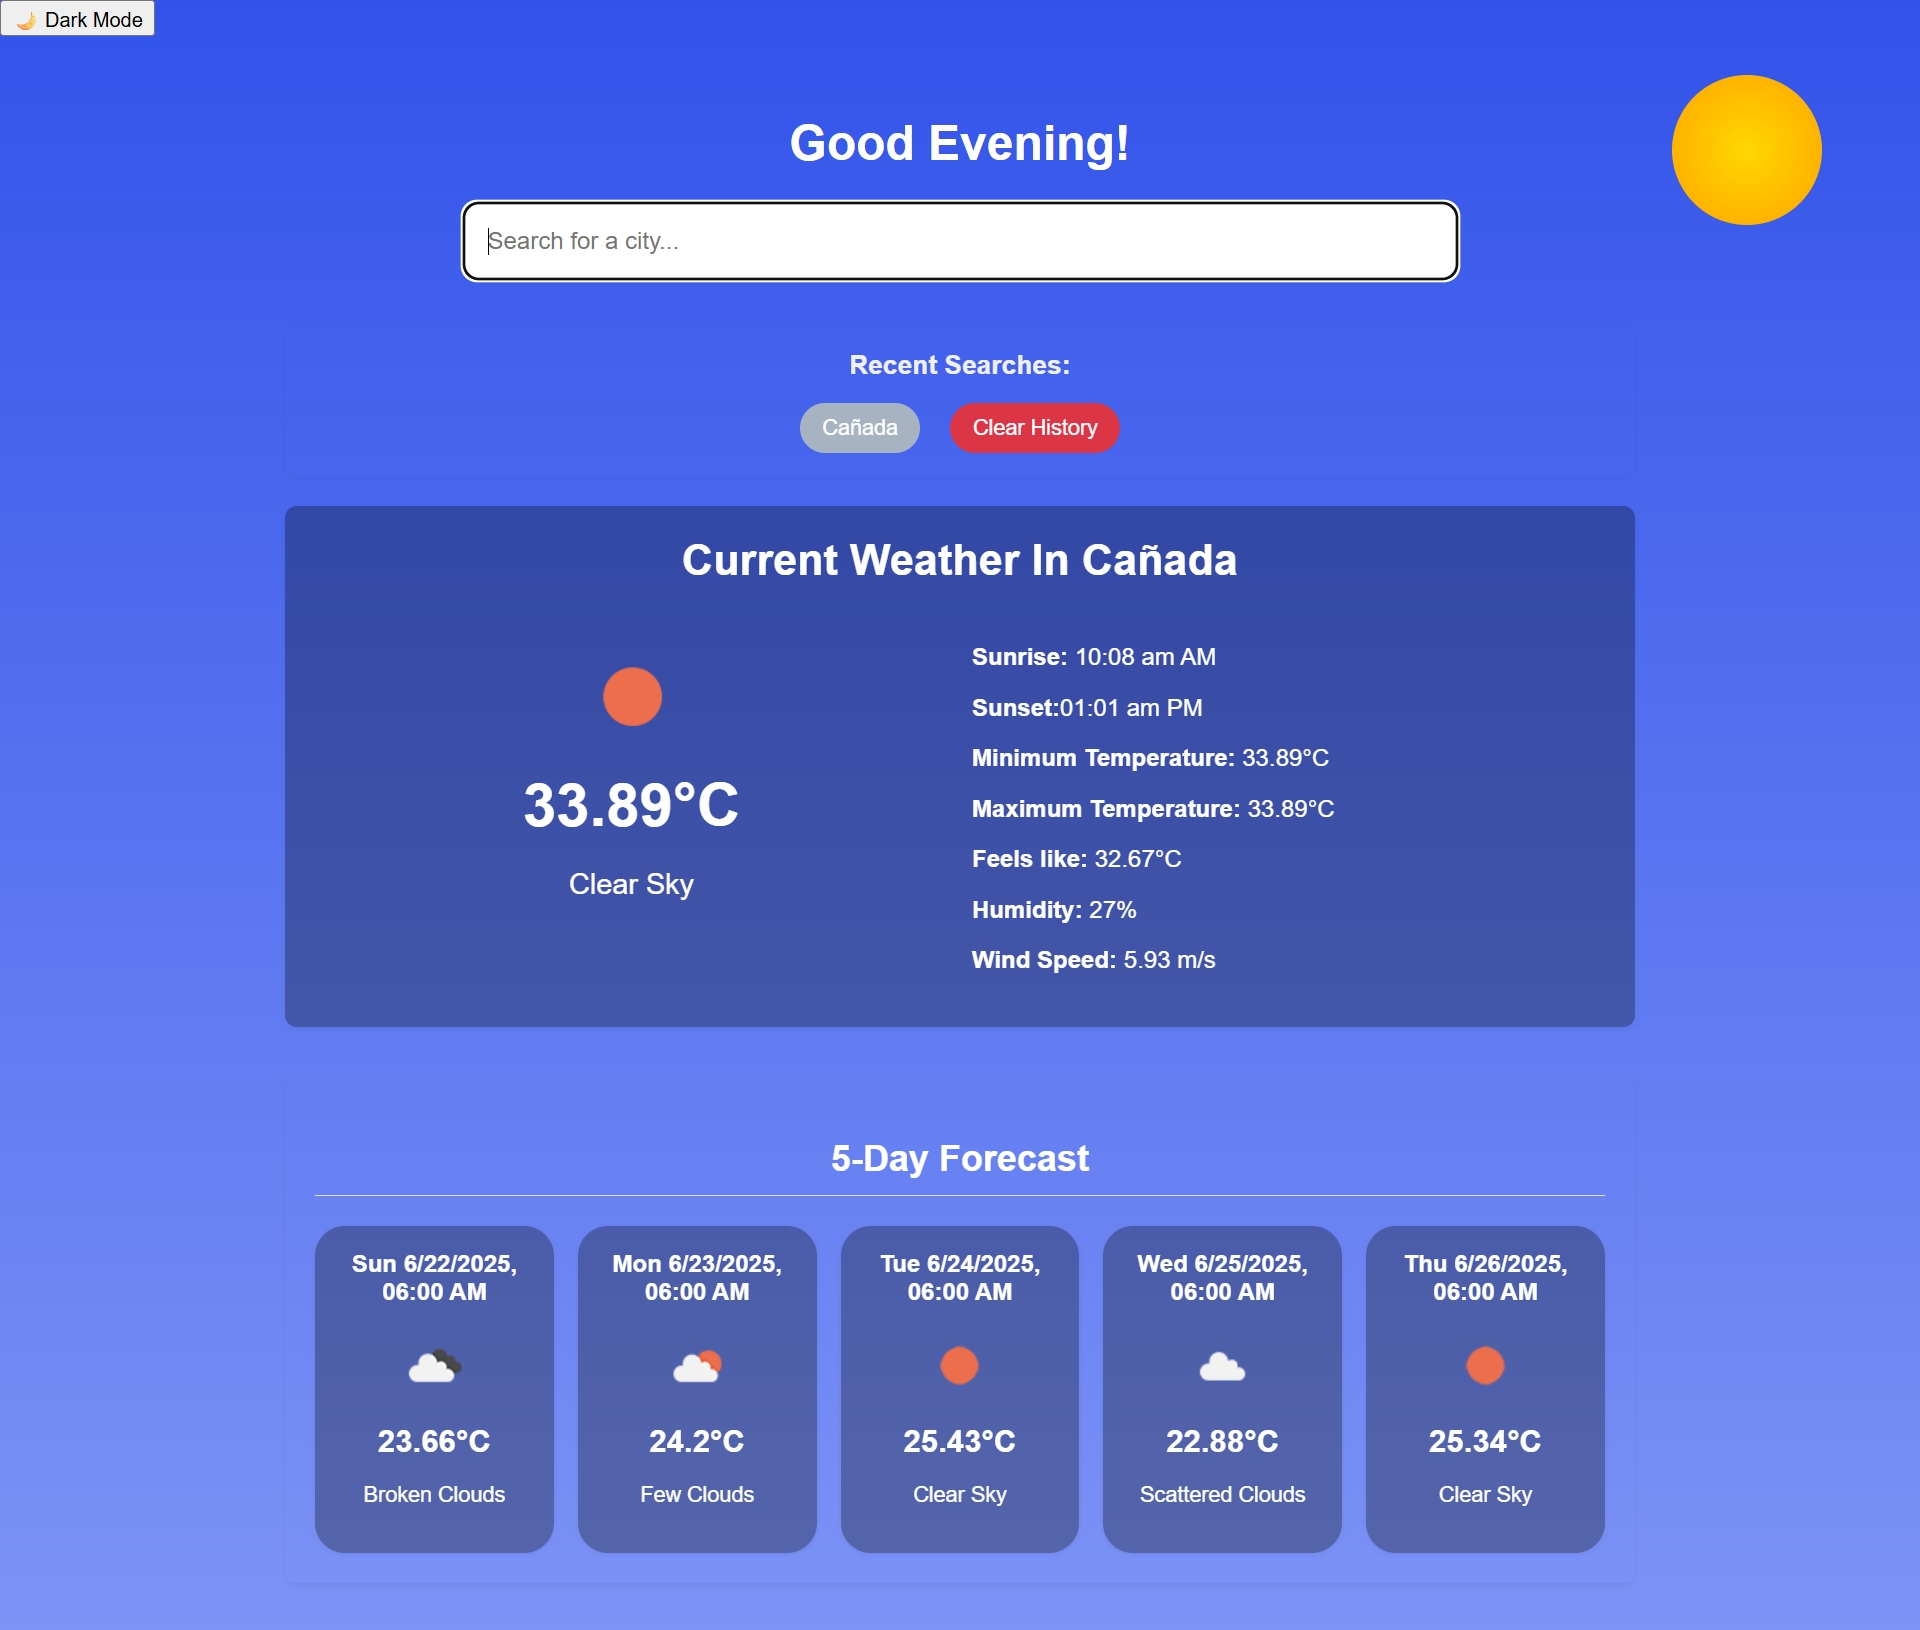 🌙 Dark Mode
Good Evening!
Search for a city...
Recent Searches:
Cañada
Clear History
Current Weather In Cañada
33.89°C
Clear Sky
Sunrise: 10:08 am AM
Sunset:01:01 am PM
Minimum Temperature: 33.89°C
Maximum Temperature: 33.89°C
Feels like: 32.67°C
Humidity: 27%
Wind Speed: 5.93 m/s
5-Day Forecast
Sun 6/22/2025,
06:00 AM
23.66°C
Broken Clouds
Mon 6/23/2025,
06:00 AM
24.2°C
Few Clouds
Tue 6/24/2025,
06:00 AM
25.43°C
Clear Sky
Wed 6/25/2025,
06:00 AM
22.88°C
Scattered Clouds
Thu 6/26/2025,
06:00 AM
25.34°C
Clear Sky